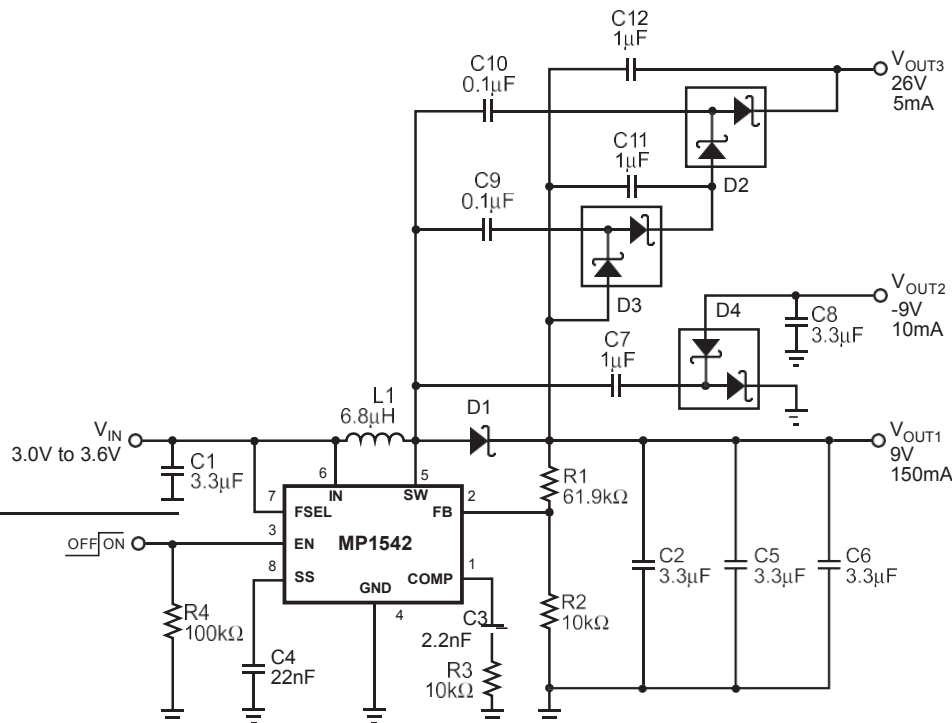 C12
1µF
VOUT3
26V
5mA
C10
0.1µF
C11
1µF
D2
C9
0.1µF
D3
VOUT2
-9V
10mA
D4
C8
3.3µF
C7
1µF
L1
6.8µH
D1
VIN
3.0V to 3.6V
VOUT1
9V
150mA
C1
3.3µF
6
5
IN
SW
R1
61.9kΩ
7
FSEL
2
FB
3
EN
MP1542
OFF ON
8
SS
1
COMP
GND
4
C2
3.3µF
C5
3.3µF
C6
3.3µF
R4
100kΩ
C3
2.2nF
R2
10kΩ
C4
22nF
R3
10kΩ